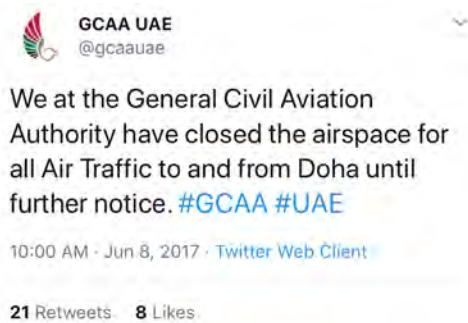 GCAA UAE
@gcaauae
We at the General Civil Aviation
Authority have closed the airspace for
all Air Traffic to and from Doha until
further notice. #GCAA #UAE
10:00 AM · Jun 8, 2017 · Twitter Web Client
21 Retweets 8 Likes